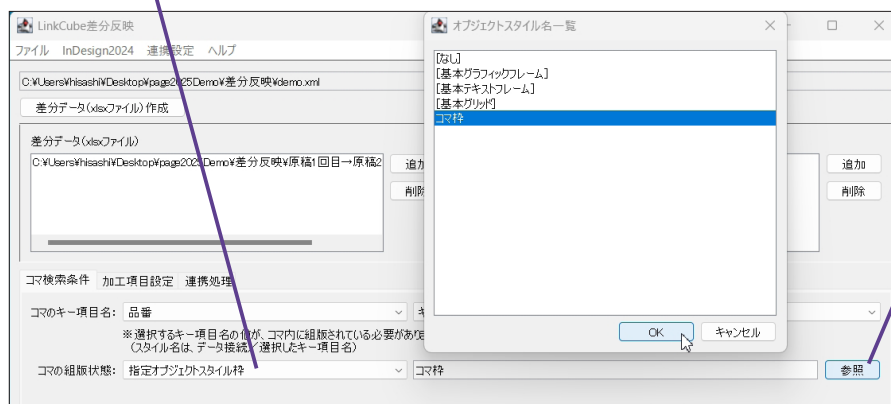 LinkCube差分反映
ファイル InDesign2024 連携設定 ヘルプ
C:¥Users¥hisashi¥Desktop¥page2025Demo¥差分反映¥demo.xml
差分データ(xlsxファイル)作成
差分データ(xlsxファイル)
C:¥Users¥hisashi¥Desktop¥page2025Demo¥差分反映¥原稿1回目→原稿2
追加
削除
追加
削除
コマ検索条件 加工項目設定 連携処理
コマのキー項目名: 品番
※選択するキー項目名の値が、コマ内に組版されている必要があ
(スタイル名は、データ接続/選択したキー項目名)
コマの組版状態: 指定オブジェクトスタイル枠 コマ枠 参照
オブジェクトスタイル名一覧
[なし]
[基本グラフィックフレーム]
[基本テキストフレーム]
[基本グリッド]
コマ枠
OK キャンセル